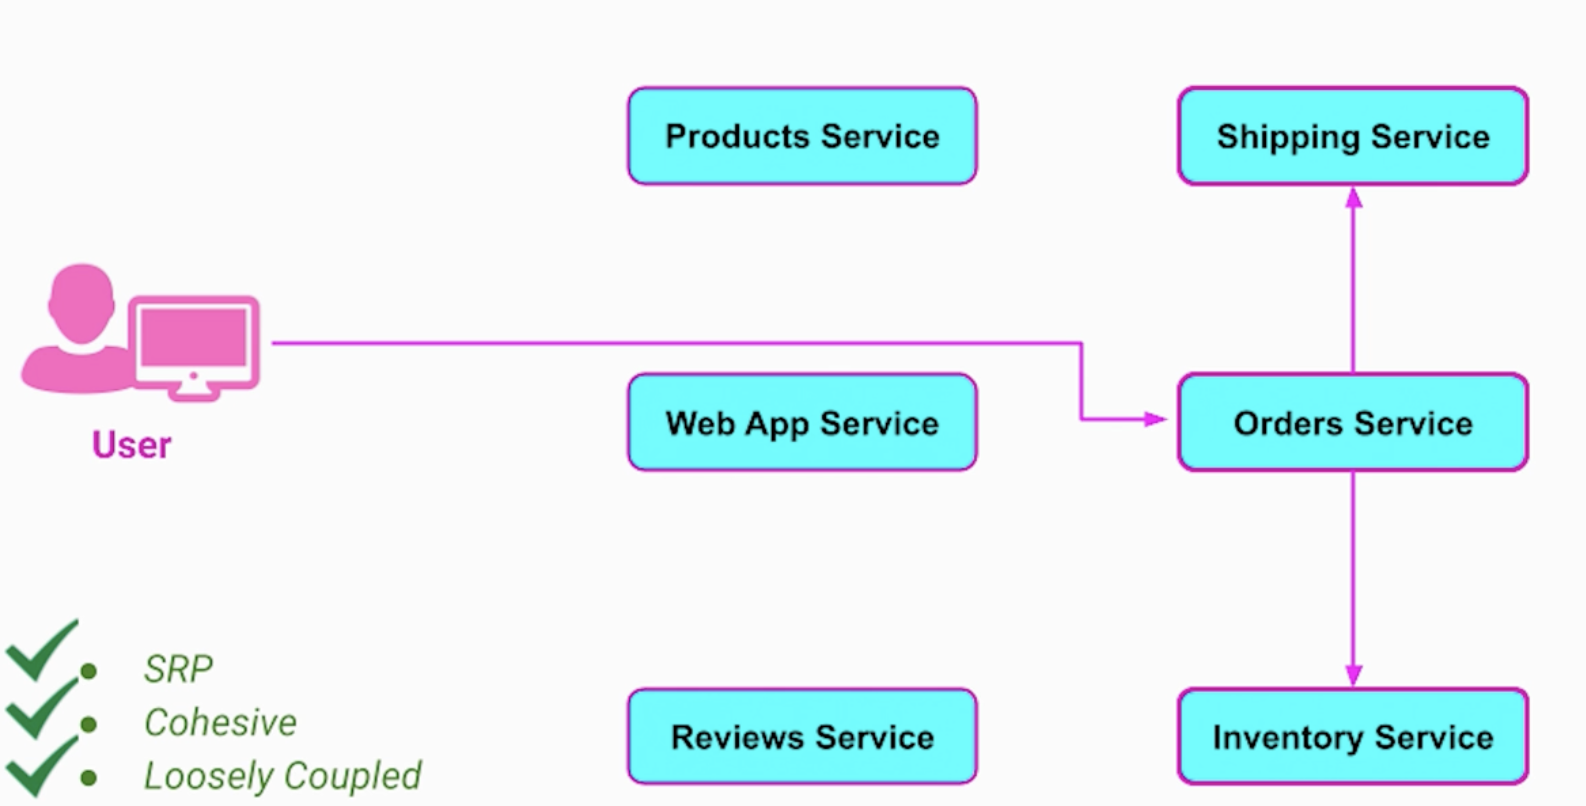 Products Service
Shipping Service
User
Web App Service
Orders Service
SRP
Cohesive
Loosely Coupled
Reviews Service
Inventory Service